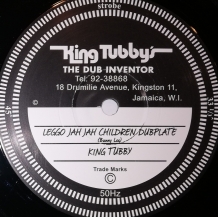 strobe
King Tubbys
THE DUB INVENTOR
Tel: 92-38868
18 Drumilie Avenue, Kingston 11,
Jamaica, W.I.
LEGGO JAH JAH CHILDREN DUBPLATE
(Bunny Lee)
KING TUBBY
Trade Marks
©
50Hz